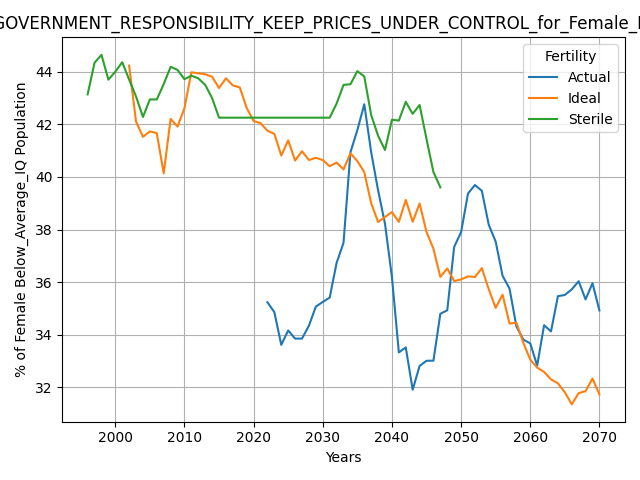 GOVERNMENT_RESPONSIBILITY_KEEP_PRICES_UNDER_CONTROL_for_Female_
Fertility
Actual
Ideal
Sterile
% of Female Below_Average_IQ Population
44
42
40
38
36
34
32
2000 2010 2020 2030 2040 2050 2060 2070
Years